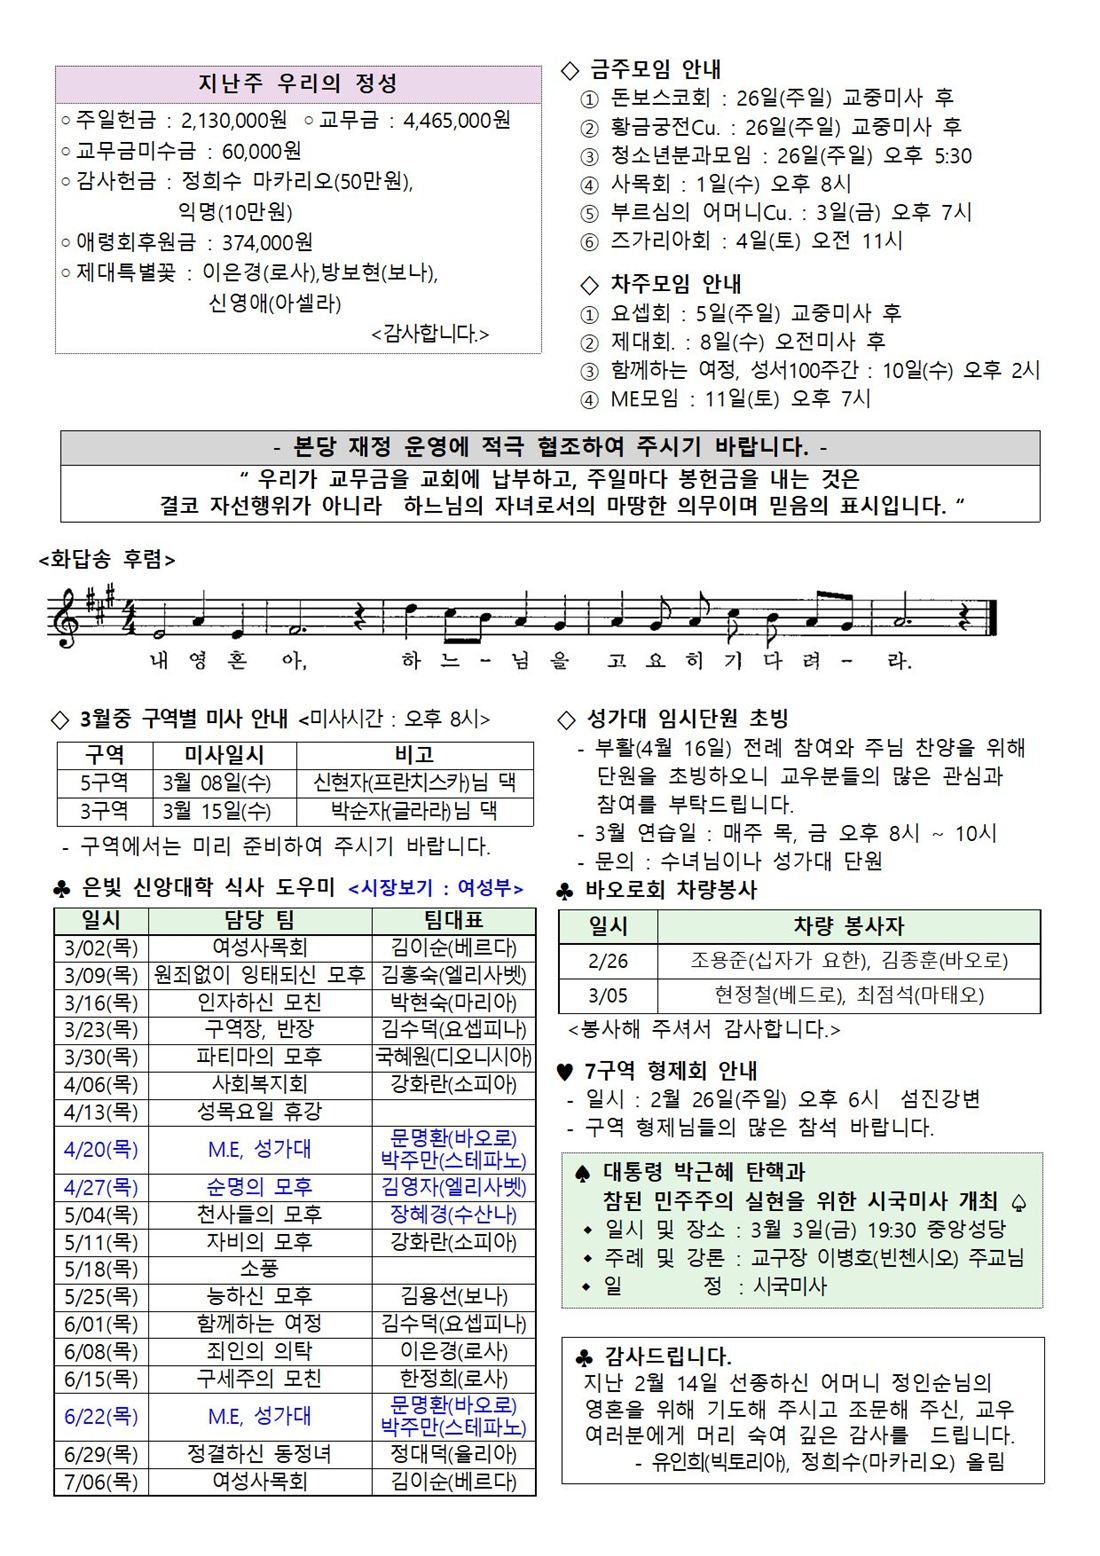 지난주 우리의 정성
○ 주일헌금 : 2,130,000원 ○ 교무금 : 4,465,000원
○ 교무금미수금 : 60,000원
○ 감사헌금 : 정희수 마카리오(50만원),
익명(10만원)
○ 애령회후원금 : 374,000원
○ 제대특별꽃 : 이은경(로사),방보현(보나),
신영애(아셀라)
<감사합니다.>
◇ 금주모임 안내
① 돈보스코회 : 26일(주일) 교중미사 후
② 황금궁전Cu. : 26일(주일) 교중미사 후
③ 청소년분과모임 : 26일(주일) 오후 5:30
④ 사목회 : 1일(수) 오후 8시
⑤ 부르심의 어머니Cu. : 3일(금) 오후 7시
⑥ 즈가리아회 : 4일(토) 오전 11시
◇ 차주모임 안내
① 요셉회 : 5일(주일) 교중미사 후
② 제대회. : 8일(수) 오전미사 후
③ 함께하는 여정, 성서100주간 : 10일(수) 오후 2시
④ ME모임 : 11일(토) 오후 7시
- 본당 재정 운영에 적극 협조하여 주시기 바랍니다. -
“ 우리가 교무금을 교회에 납부하고, 주일마다 봉헌금을 내는 것은
결코 자선행위가 아니라 하느님의 자녀로서의 마땅한 의무이며 믿음의 표시입니다. “
<화답송 후렴>
4/4
내 영 혼 아, 하 느 - 님 을 고 요 히 기 다 려 - 라.
◇ 3월중 구역별 미사 안내 <미사시간 : 오후 8시>
구역 미사일시 비고
5구역 3월 08일(수) 신현자(프란치스카)님 댁
3구역 3월 15일(수) 박순자(글라라)님 댁
- 구역에서는 미리 준비하여 주시기 바랍니다.
♣ 은빛 신앙대학 식사 도우미 <시장보기 : 여성부>
일시 담당 팀 팀대표
3/02(목) 여성사목회 김이순(베르다)
3/09(목) 원죄없이 잉태되신 모후 김홍숙(엘리사벳)
3/16(목) 인자하신 모친 박현숙(마리아)
3/23(목) 구역장, 반장 김수덕(요셉피나)
3/30(목) 파티마의 모후 국혜원(디오니시아)
4/06(목) 사회복지회 강화란(소피아)
4/13(목) 성목요일 휴강
4/20(목) M.E, 성가대 문명환(바오로)
박주만(스테파노)
4/27(목) 순명의 모후 김영자(엘리사벳)
5/04(목) 천사들의 모후 장혜경(수산나)
5/11(목) 자비의 모후 강화란(소피아)
5/18(목) 소풍
5/25(목) 능하신 모후 김용선(보나)
6/01(목) 함께하는 여정 김수덕(요셉피나)
6/08(목) 죄인의 의탁 이은경(로사)
6/15(목) 구세주의 모친 한정희(로사)
6/22(목) M.E, 성가대 문명환(바오로)
박주만(스테파노)
6/29(목) 정결하신 동정녀 정대덕(율리아)
7/06(목) 여성사목회 김이순(베르다)
◇ 성가대 임시단원 초빙
- 부활(4월 16일) 전례 참여와 주님 찬양을 위해
단원을 초빙하오니 교우분들의 많은 관심과
참여를 부탁드립니다.
- 3월 연습일 : 매주 목, 금 오후 8시 ~ 10시
- 문의 : 수녀님이나 성가대 단원
♣ 바오로회 차량봉사
일시 차량 봉사자
2/26 조용준(십자가 요한), 김종훈(바오로)
3/05 현정철(베드로), 최점석(마태오)
<봉사해 주셔서 감사합니다.>
♥ 7구역 형제회 안내
- 일시 : 2월 26일(주일) 오후 6시 섬진강변
- 구역 형제님들의 많은 참석 바랍니다.
♠ 대통령 박근혜 탄핵과
참된 민주주의 실현을 위한 시국미사 개최 ♤
◆ 일시 및 장소 : 3월 3일(금) 19:30 중앙성당
◆ 주례 및 강론 : 교구장 이병호(빈첸시오) 주교님
◆ 일 정 : 시국미사
♣ 감사드립니다.
지난 2월 14일 선종하신 어머니 정인순님의
영혼을 위해 기도해 주시고 조문해 주신, 교우
여러분에게 머리 숙여 깊은 감사를 드립니다.
- 유인희(빅토리아), 정희수(마카리오) 올림